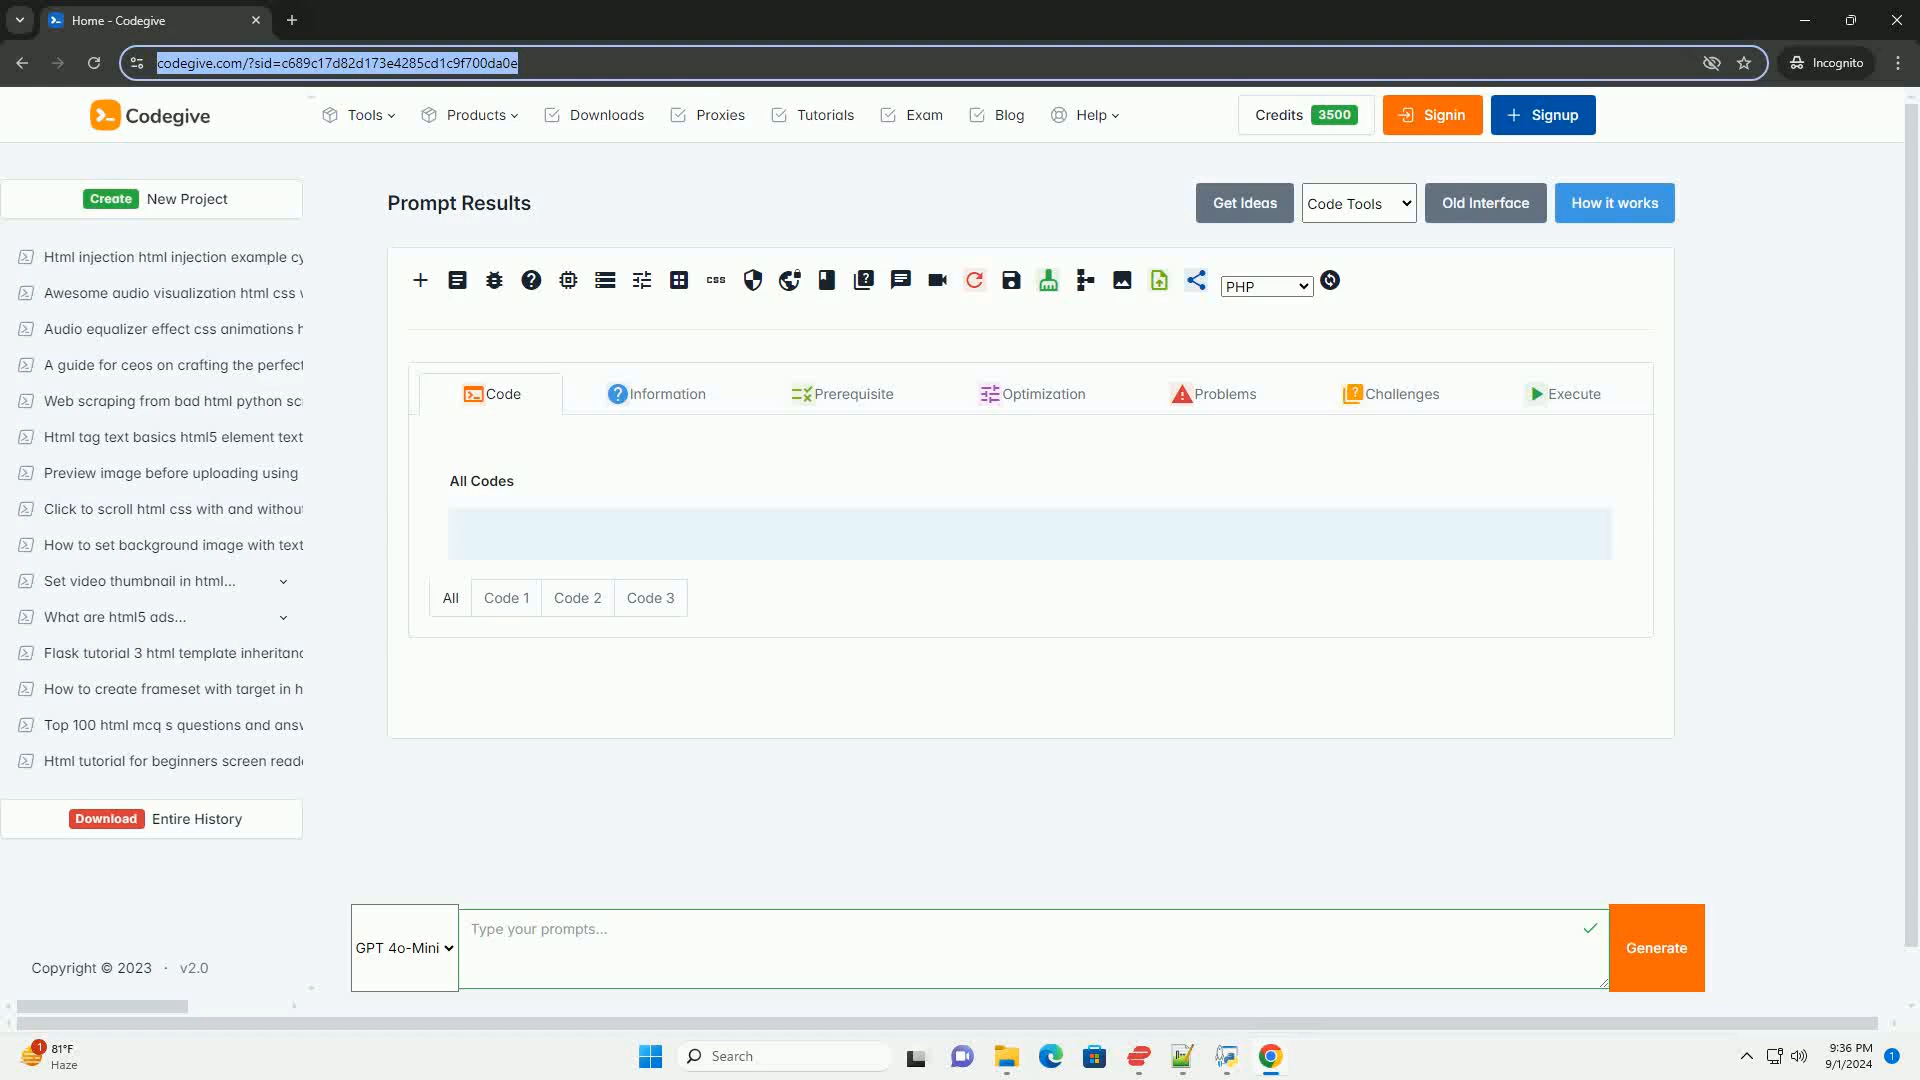 Home - Codegive
codegive.com/?sid=c689c17d82d173e4285cd1c9f700da0e
Incognito
Codegive
Tools
Products
Downloads
Proxies
Tutorials
Exam
Blog
Help
Credits 3500
Signin
Signup
Create New Project
Html injection html injection example cy
Awesome audio visualization html css v
Audio equalizer effect css animations h
A guide for ceos on crafting the perfect
Web scraping from bad html python scr
Html tag text basics html5 element text
Preview image before uploading using
Click to scroll html css with and withou
How to set background image with text
Set video thumbnail in html...
What are html5 ads...
Flask tutorial 3 html template inheritanc
How to create frameset with target in h
Top 100 html mcq s questions and answ
Html tutorial for beginners screen reade
Download Entire History
Copyright © 2023 · v2.0
Prompt Results
Get Ideas
Code Tools
Old Interface
How it works
css
PHP
Code
Information
Prerequisite
Optimization
Problems
Challenges
Execute
All Codes
All
Code 1
Code 2
Code 3
GPT 4o-Mini
Type your prompts...
Generate
1
81°F
Haze
Search
9:36 PM
9/1/2024
1